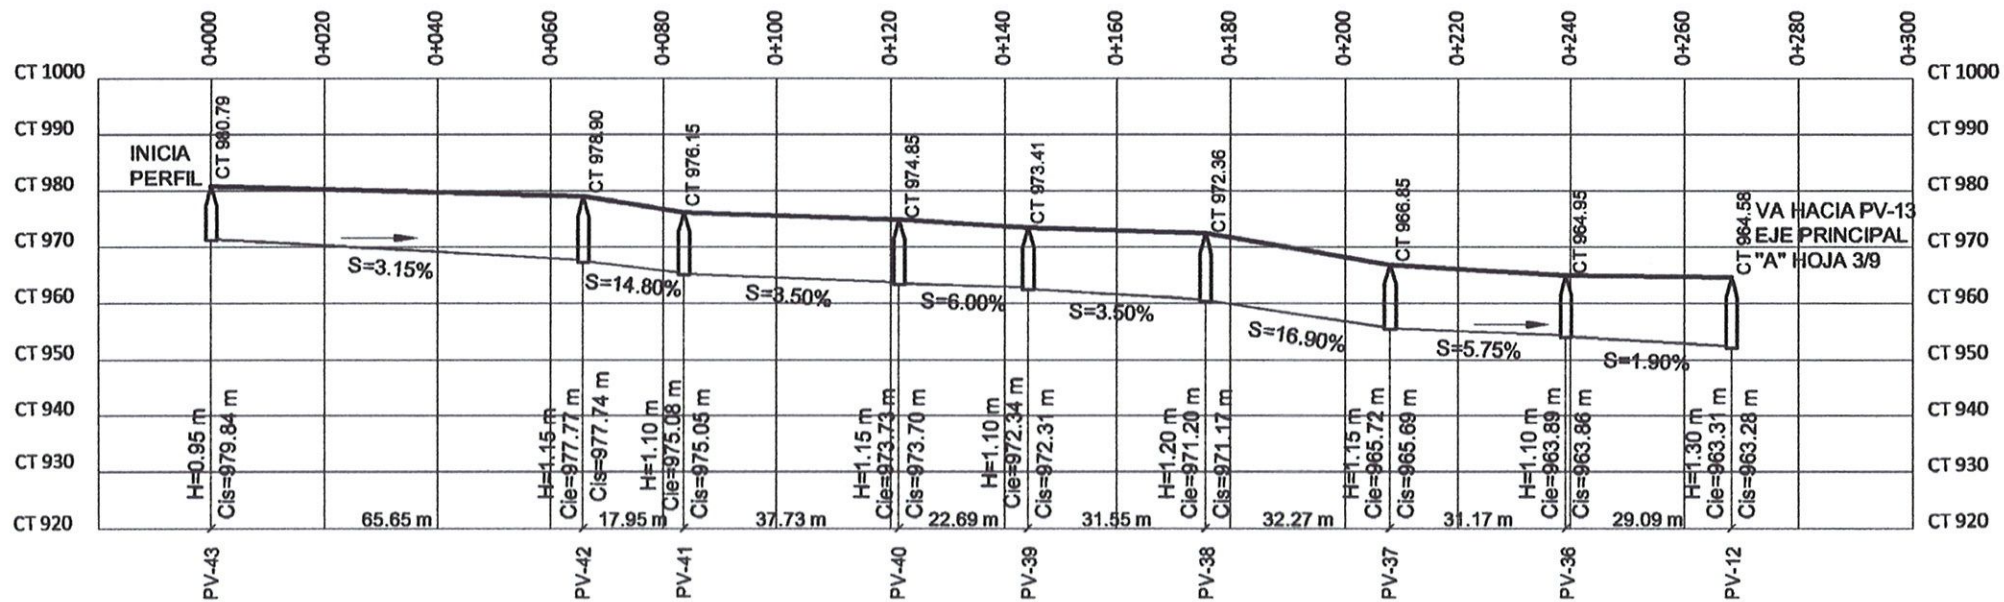 0+000
0+020
0+040
0+060
0+080
0+100
0+120
0+140
0+160
0+180
0+200
0+220
0+240
0+260
0+280
0+300
CT 1000
CT 1000
CT 990
CT 990
CT 980
CT 980
CT 970
CT 970
CT 960
CT 960
CT 950
CT 950
CT 940
CT 940
CT 930
CT 930
CT 920
CT 920
INICIA
PERFIL
CT 980.79
CT 978.90
CT 976.15
CT 974.85
CT 973.41
CT 972.36
CT 966.85
CT 964.95
CT 964.58
VA HACIA PV-13
EJE PRINCIPAL
"A" HOJA 3/9
S=3.15%
S=14.80%
S=3.50%
S=6.00%
S=3.50%
S=16.90%
S=5.75%
S=1.90%
H=0.95 m
Cis=979.84 m
H=1.15 m
Cie=977.77 m
Cis=977.74 m
H=1.10 m
Cie=975.08 m
Cis=975.05 m
H=1.15 m
Cie=973.73 m
Cis=973.70 m
H=1.10 m
Cie=972.34 m
Cis=972.31 m
H=1.20 m
Cie=971.20 m
Cis=971.17 m
H=1.15 m
Cie=965.72 m
Cis=965.69 m
H=1.10 m
Cie=963.89 m
Cis=963.86 m
H=1.30 m
Cie=963.31 m
Cis=963.28 m
65.65 m
17.95 m
37.73 m
22.69 m
31.55 m
32.27 m
31.17 m
29.09 m
PV-43
PV-42
PV-41
PV-40
PV-39
PV-38
PV-37
PV-36
PV-12